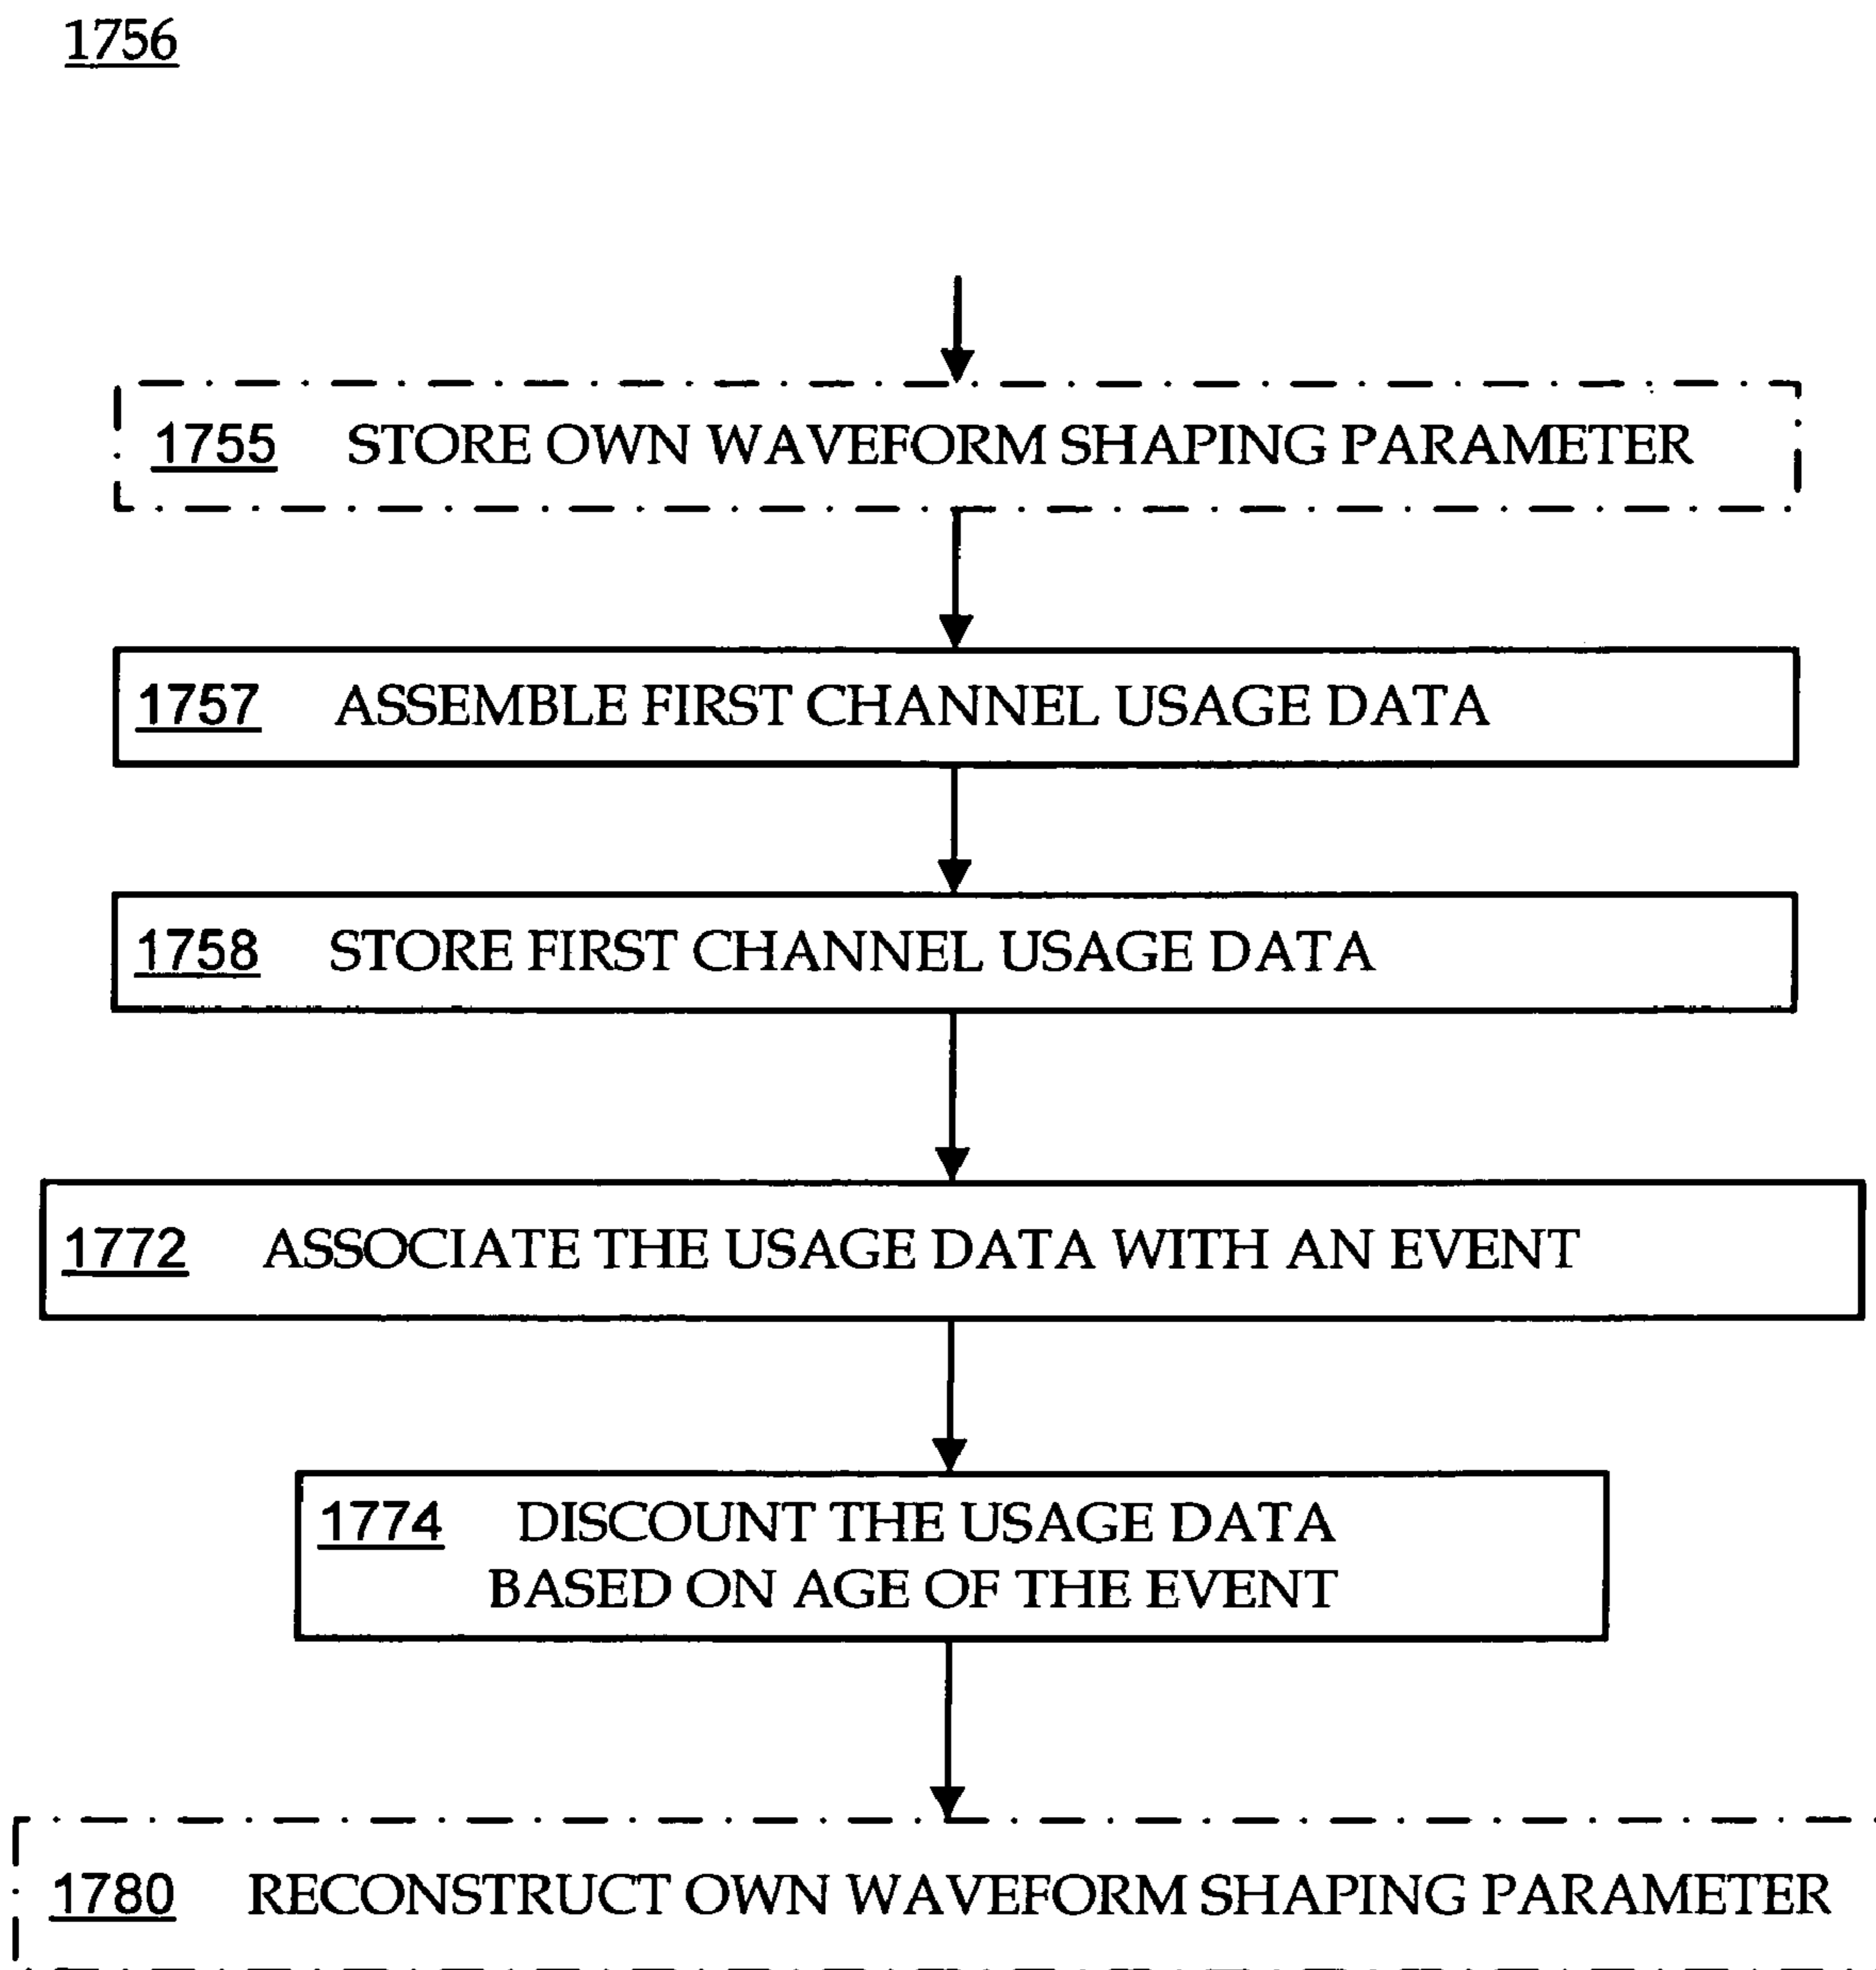 1756
1755 STORE OWN WAVEFORM SHAPING PARAMETER
1757 ASSEMBLE FIRST CHANNEL USAGE DATA
1758 STORE FIRST CHANNEL USAGE DATA
1772 ASSOCIATE THE USAGE DATA WITH AN EVENT
1774 DISCOUNT THE USAGE DATA
BASED ON AGE OF THE EVENT
1780 RECONSTRUCT OWN WAVEFORM SHAPING PARAMETER